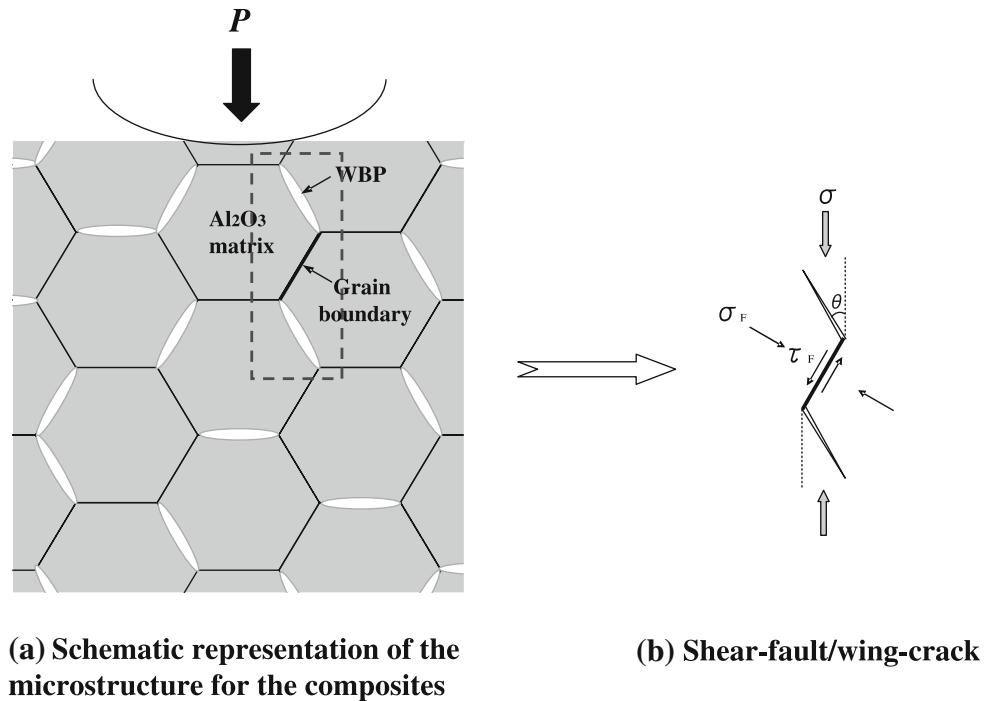 P
WBP
Al2O3
matrix
Grain
boundary
σ
θ
σF
τF
(a) Schematic representation of the
microstructure for the composites
(b) Shear-fault/wing-crack